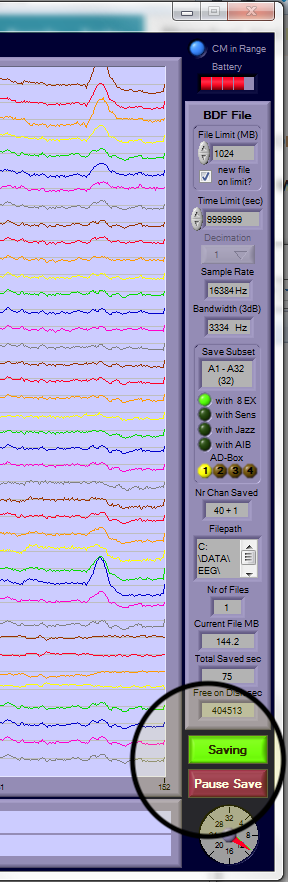 CM in Range
Battery
BDF File
File Limit (MB)
1024
new file
on limit?
Time Limit (sec)
9999999
Decimation
1
Sample Rate
16384 Hz
Bandwidth (3dB)
3334 Hz
Save Subset
A1 - A32
(32)
with 8 EX
with Sens
with Jazz
with AIB
AD-Box
1 2 3 4
Nr Chan Saved
40 + 1
Filepath
C:
\DATA\
EEG\
Nr of Files
1
Current File MB
144.2
Total Saved sec
75
Free on Disk sec
404513
Saving
152
Pause Save
28 32 4
8
20 16